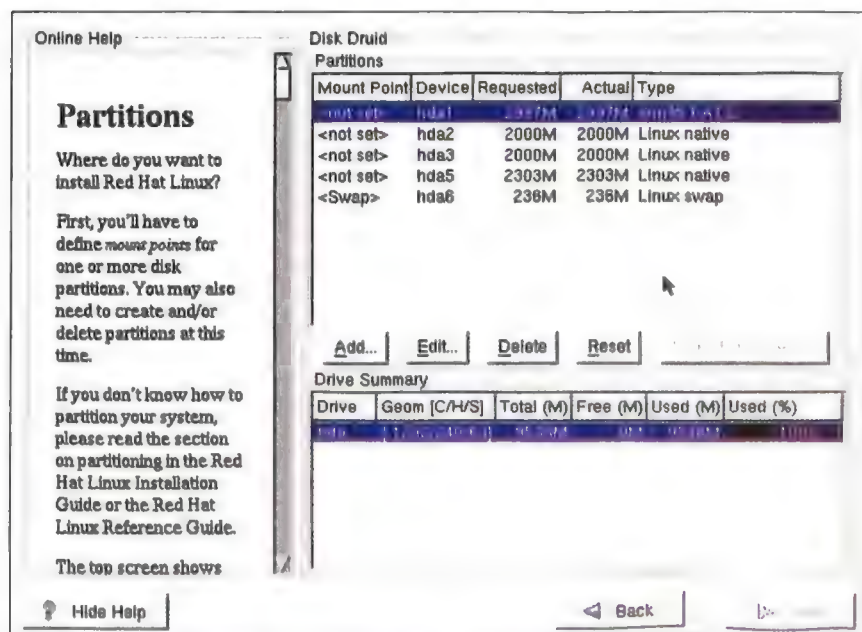 Online Help
Partitions
Where do you want to
install Red Hat Linux?
First, you'll have to
define mount points for
one or more disk
partitions. You may also
need to create and/or
delete partitions at this
time.
If you don't know how to
partition your system,
please read the section
on partitioning in the Red
Hat Linux Installation
Guide or the Red Hat
Linux Reference Guide.
The top screen shows
Hide Help
Disk Druid
Partitions
Mount Point Device Requested Actual Type
<not set> hda1
<not set> hda2 2000M 2000M Linux native
<not set> hda3 2000M 2000M Linux native
<not set> hda5 2303M 2303M Linux native
<Swap> hda6 236M 236M Linux swap
Add... Edit... Delete Reset
Drive Summary
Drive Geom [C/H/S] Total (M) Free (M) Used (M) Used (%)
Back